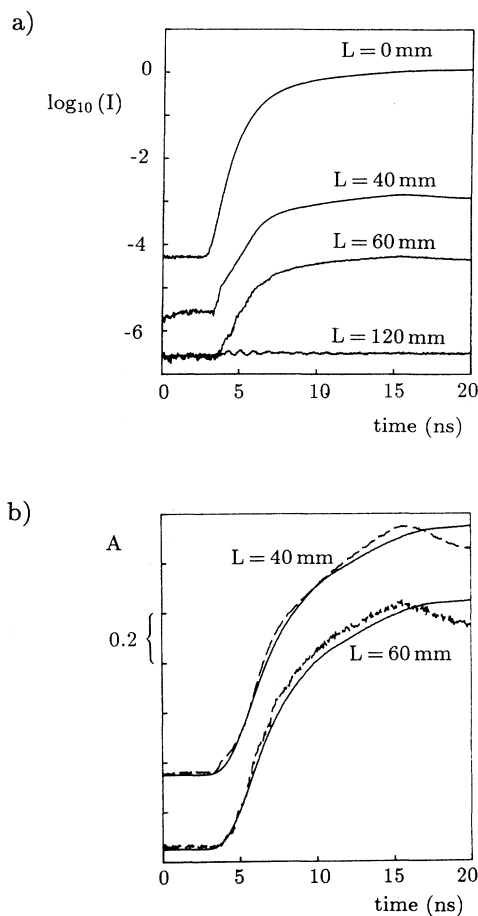 a)
L = 0 mm
0
log₁₀ (I)
-2
L = 40 mm
-4
L = 60 mm
-6
L = 120 mm
0 5 10 15 20
time (ns)
b)
A
L = 40 mm
0.2 {
L = 60 mm
0 5 10 15 20
time (ns)